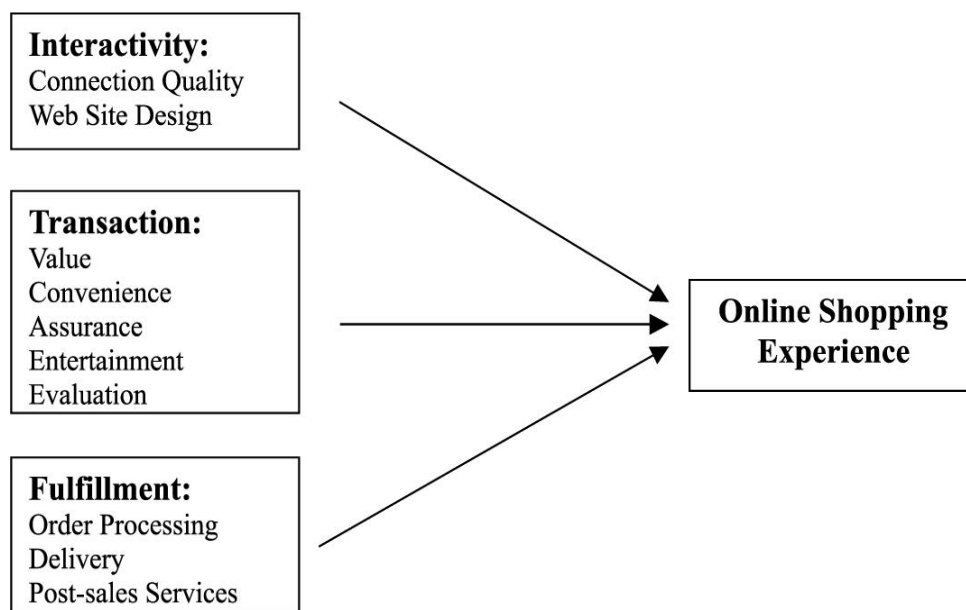 Interactivity:
Connection Quality
Web Site Design
Transaction:
Value
Convenience
Assurance
Entertainment
Evaluation
Fulfillment:
Order Processing
Delivery
Post-sales Services
Online Shopping
Experience